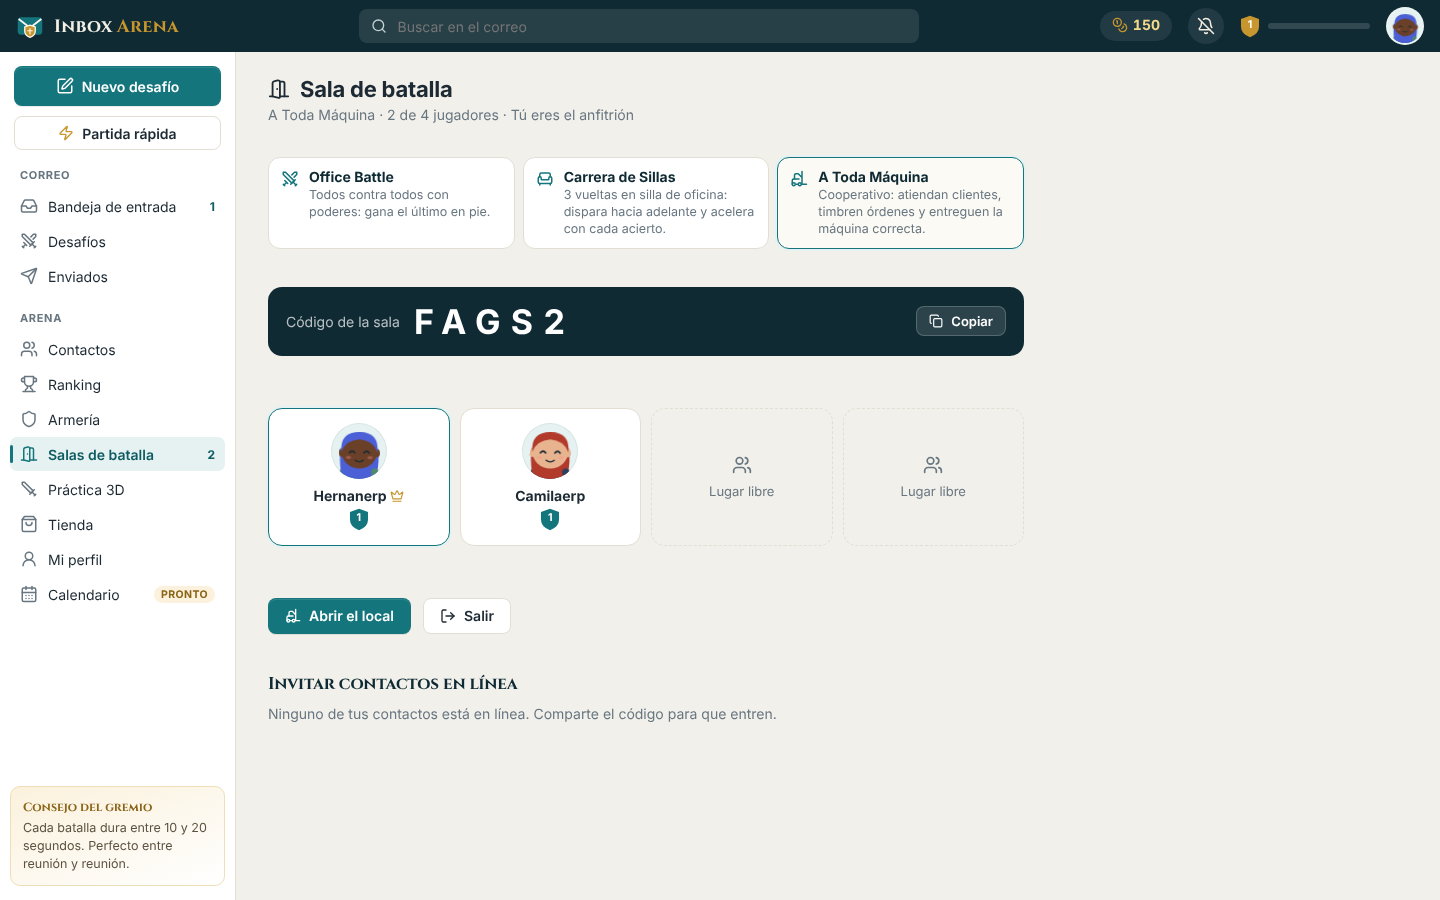 Inbox Arena
Buscar en el correo
150
1
Nuevo desafío
Partida rápida
CORREO
Bandeja de entrada 1
Desafíos
Enviados
ARENA
Contactos
Ranking
Armería
Salas de batalla 2
Práctica 3D
Tienda
Mi perfil
Calendario PRONTO
Consejo del gremio
Cada batalla dura entre 10 y 20
segundos. Perfecto entre
reunión y reunión.
Sala de batalla
A Toda Máquina · 2 de 4 jugadores · Tú eres el anfitrión
Office Battle
Todos contra todos con
poderes: gana el último en pie.
Carrera de Sillas
3 vueltas en silla de oficina:
dispara hacia adelante y acelera
con cada acierto.
A Toda Máquina
Cooperativo: atiendan clientes,
timbren órdenes y entreguen la
máquina correcta.
Código de la sala FAGS2
Copiar
Hernanerp
1
Camilaerp
1
Lugar libre
Lugar libre
Abrir el local
Salir
Invitar contactos en línea
Ninguno de tus contactos está en línea. Comparte el código para que entren.